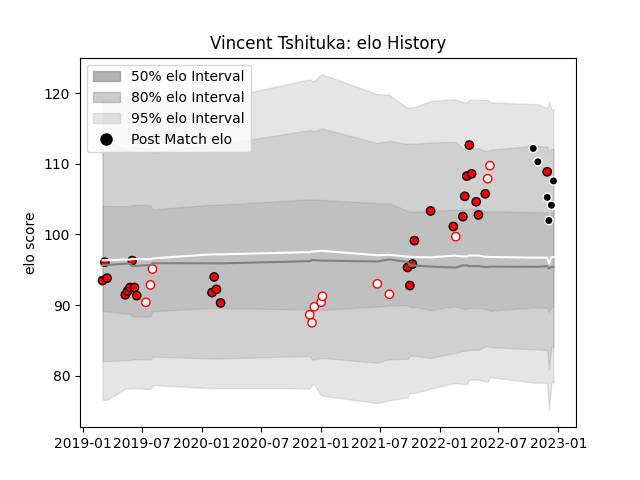 Vincent Tshituka: elo History
50% elo Interval
80% elo Interval
95% elo Interval
Post Match elo
elo score
120
110
100
90
80
2019-01 2019-07 2020-01 2020-07 2021-01 2021-07 2022-01 2022-07 2023-01